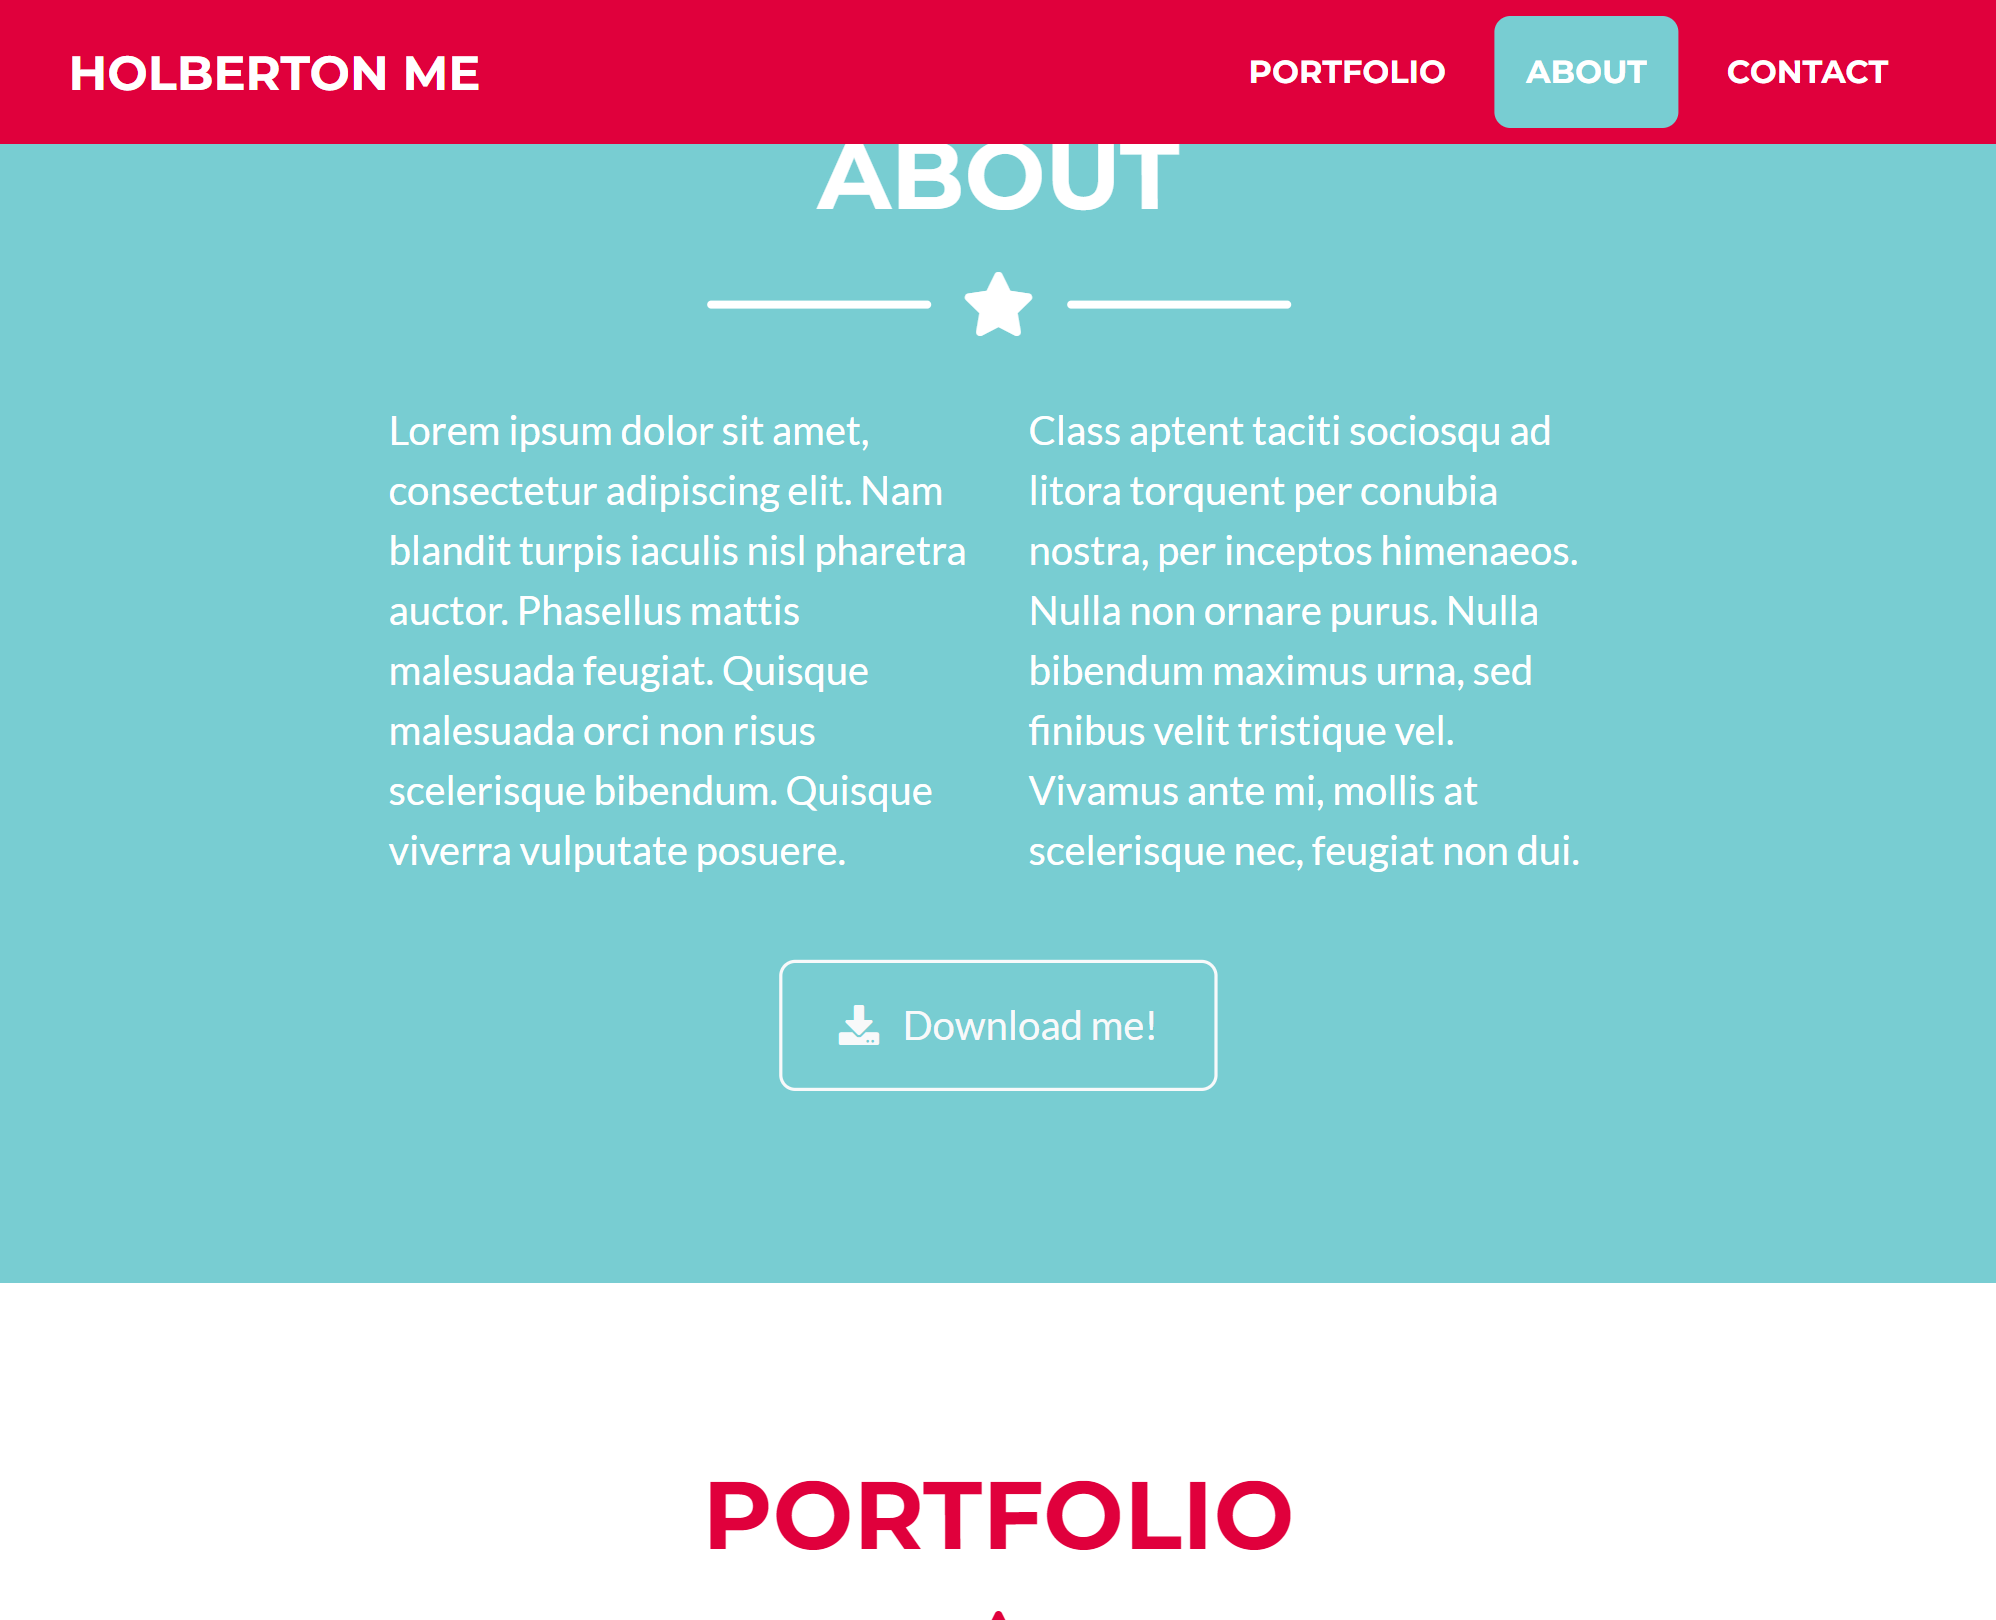 HOLBERTON ME
PORTFOLIO
ABOUT
CONTACT
ABOUT
Lorem ipsum dolor sit amet,
consectetur adipiscing elit. Nam
blandit turpis iaculis nisl pharetra
auctor. Phasellus mattis
malesuada feugiat. Quisque
malesuada orci non risus
scelerisque bibendum. Quisque
viverra vulputate posuere.
Class aptent taciti sociosqu ad
litora torquent per conubia
nostra, per inceptos himenaeos.
Nulla non ornare purus. Nulla
bibendum maximus urna, sed
finibus velit tristique vel.
Vivamus ante mi, mollis at
scelerisque nec, feugiat non dui.
Download me!
PORTFOLIO